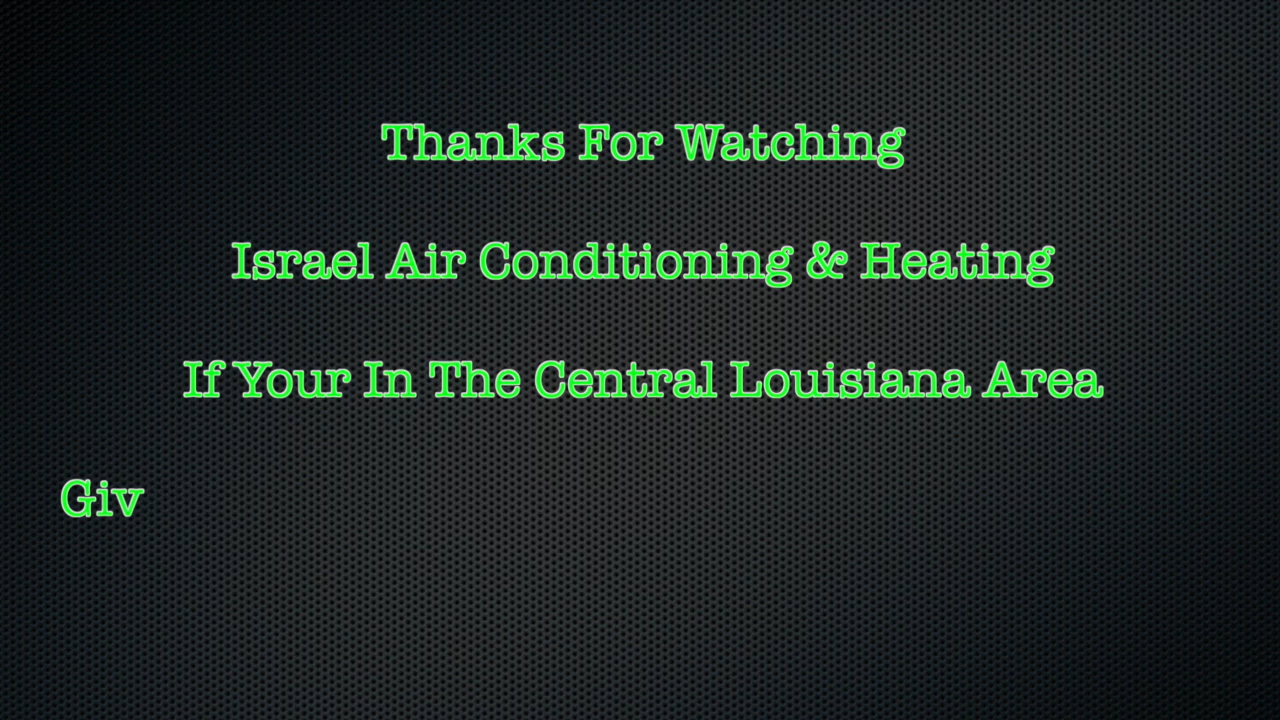 Thanks For Watching
Israel Air Conditioning & Heating
If Your In The Central Louisiana Area
Giv